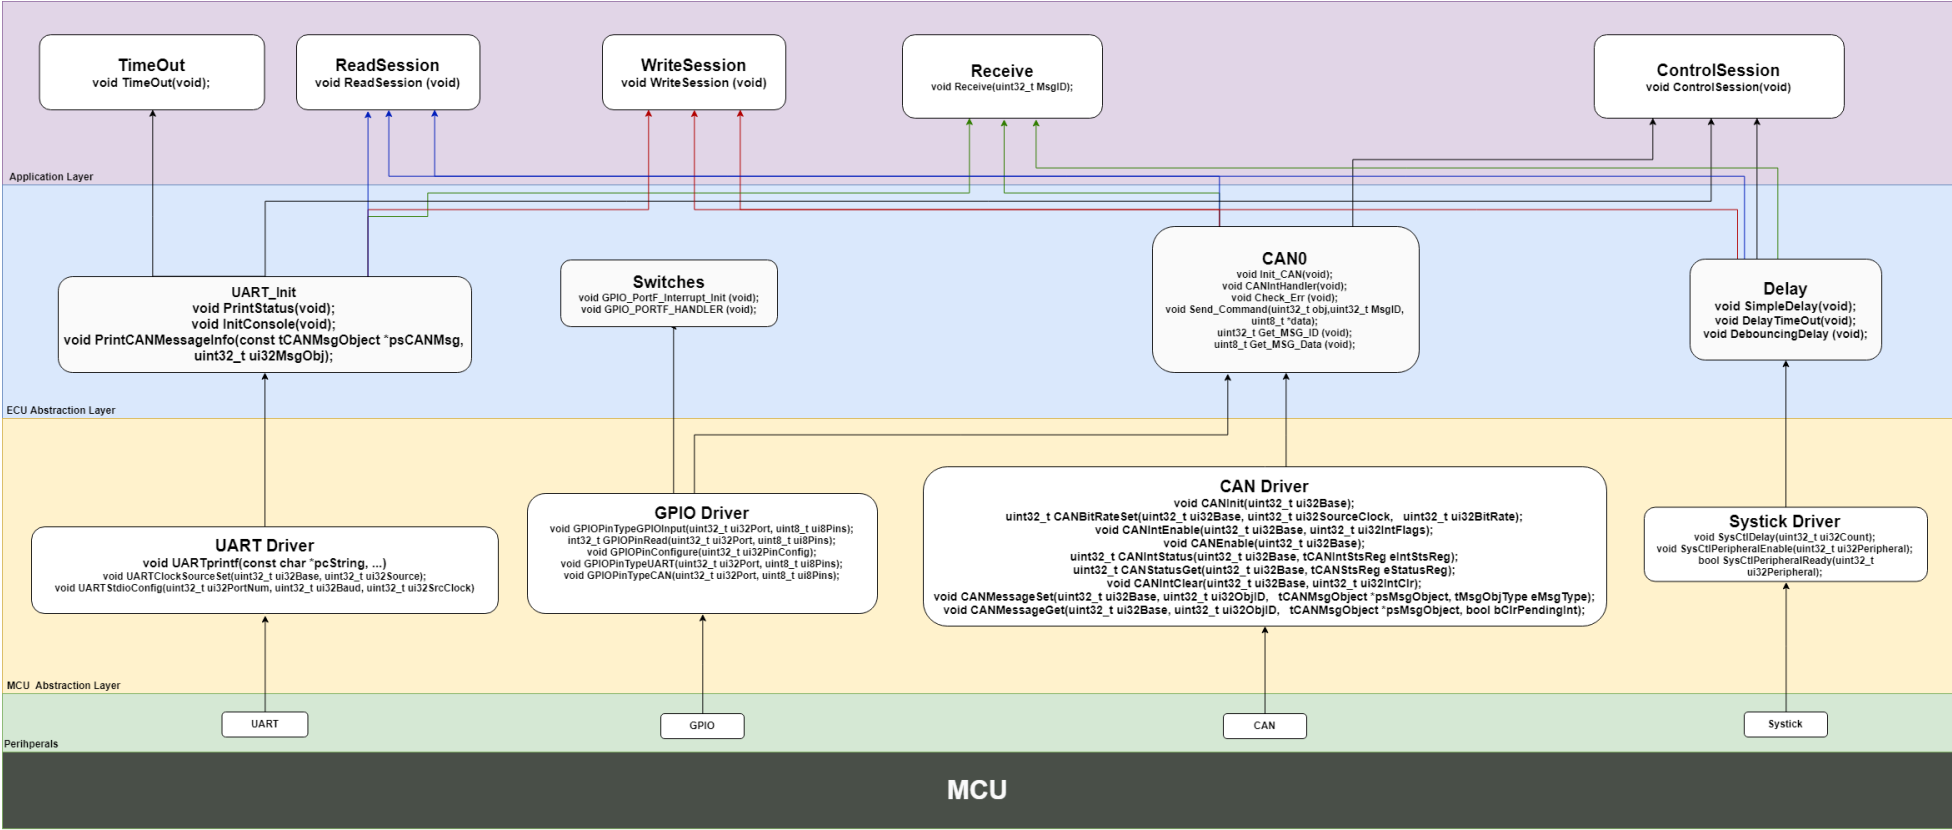 TimeOut
void TimeOut(void);
ReadSession
void ReadSession (void)
WriteSession
void WriteSession (void)
Receive
void Receive(uint32_t MsgID);
ControlSession
void ControlSession(void)
Application Layer
UART_Init
void PrintStatus(void);
void InitConsole(void);
void PrintCANMessageInfo(const tCANMsgObject *psCANMsg,
uint32_t ui32MsgObj);
Switches
void GPIO_PortF_Interrupt_Init (void);
void GPIO_PORTF_HANDLER (void);
CAN0
void Init_CAN(void);
void CANIntHandler(void);
void Check_Err (void);
void Send_Command(uint32_t obj,uint32_t MsgID,
uint8_t *data);
uint32_t Get_MSG_ID (void);
uint8_t Get_MSG_Data (void);
Delay
void SimpleDelay(void);
void DelayTimeOut(void);
void DebouncingDelay (void);
ECU Abstraction Layer
UART Driver
void UARTprintf(const char *pcString, ...)
void UARTClockSourceSet(uint32_t ui32Base, uint32_t ui32Source);
void UARTStdioConfig(uint32_t ui32PortNum, uint32_t ui32Baud, uint32_t ui32SrcClock)
GPIO Driver
void GPIOPinTypeGPIOInput(uint32_t ui32Port, uint8_t ui8Pins);
int32_t GPIOPinRead(uint32_t ui32Port, uint8_t ui8Pins);
void GPIOPinConfigure(uint32_t ui32PinConfig);
void GPIOPinTypeUART(uint32_t ui32Port, uint8_t ui8Pins);
void GPIOPinTypeCAN(uint32_t ui32Port, uint8_t ui8Pins);
CAN Driver
void CANInit(uint32_t ui32Base);
uint32_t CANBitRateSet(uint32_t ui32Base, uint32_t ui32SourceClock, uint32_t ui32BitRate);
void CANIntEnable(uint32_t ui32Base, uint32_t ui32IntFlags);
void CANEnable(uint32_t ui32Base);
uint32_t CANIntStatus(uint32_t ui32Base, tCANIntStsReg eIntStsReg);
uint32_t CANStatusGet(uint32_t ui32Base, tCANStsReg eStatusReg);
void CANIntClear(uint32_t ui32Base, uint32_t ui32IntClr);
void CANMessageSet(uint32_t ui32Base, uint32_t ui32ObjID, tCANMsgObject *psMsgObject, tMsgObjType eMsgType);
void CANMessageGet(uint32_t ui32Base, uint32_t ui32ObjID, tCANMsgObject *psMsgObject, bool bClrPendingInt);
Systick Driver
void SysCtlDelay(uint32_t ui32Count);
void SysCtlPeripheralEnable(uint32_t ui32Peripheral);
bool SysCtlPeripheralReady(uint32_t
ui32Peripheral);
MCU Abstraction Layer
UART
GPIO
CAN
Systick
Perihperals
MCU